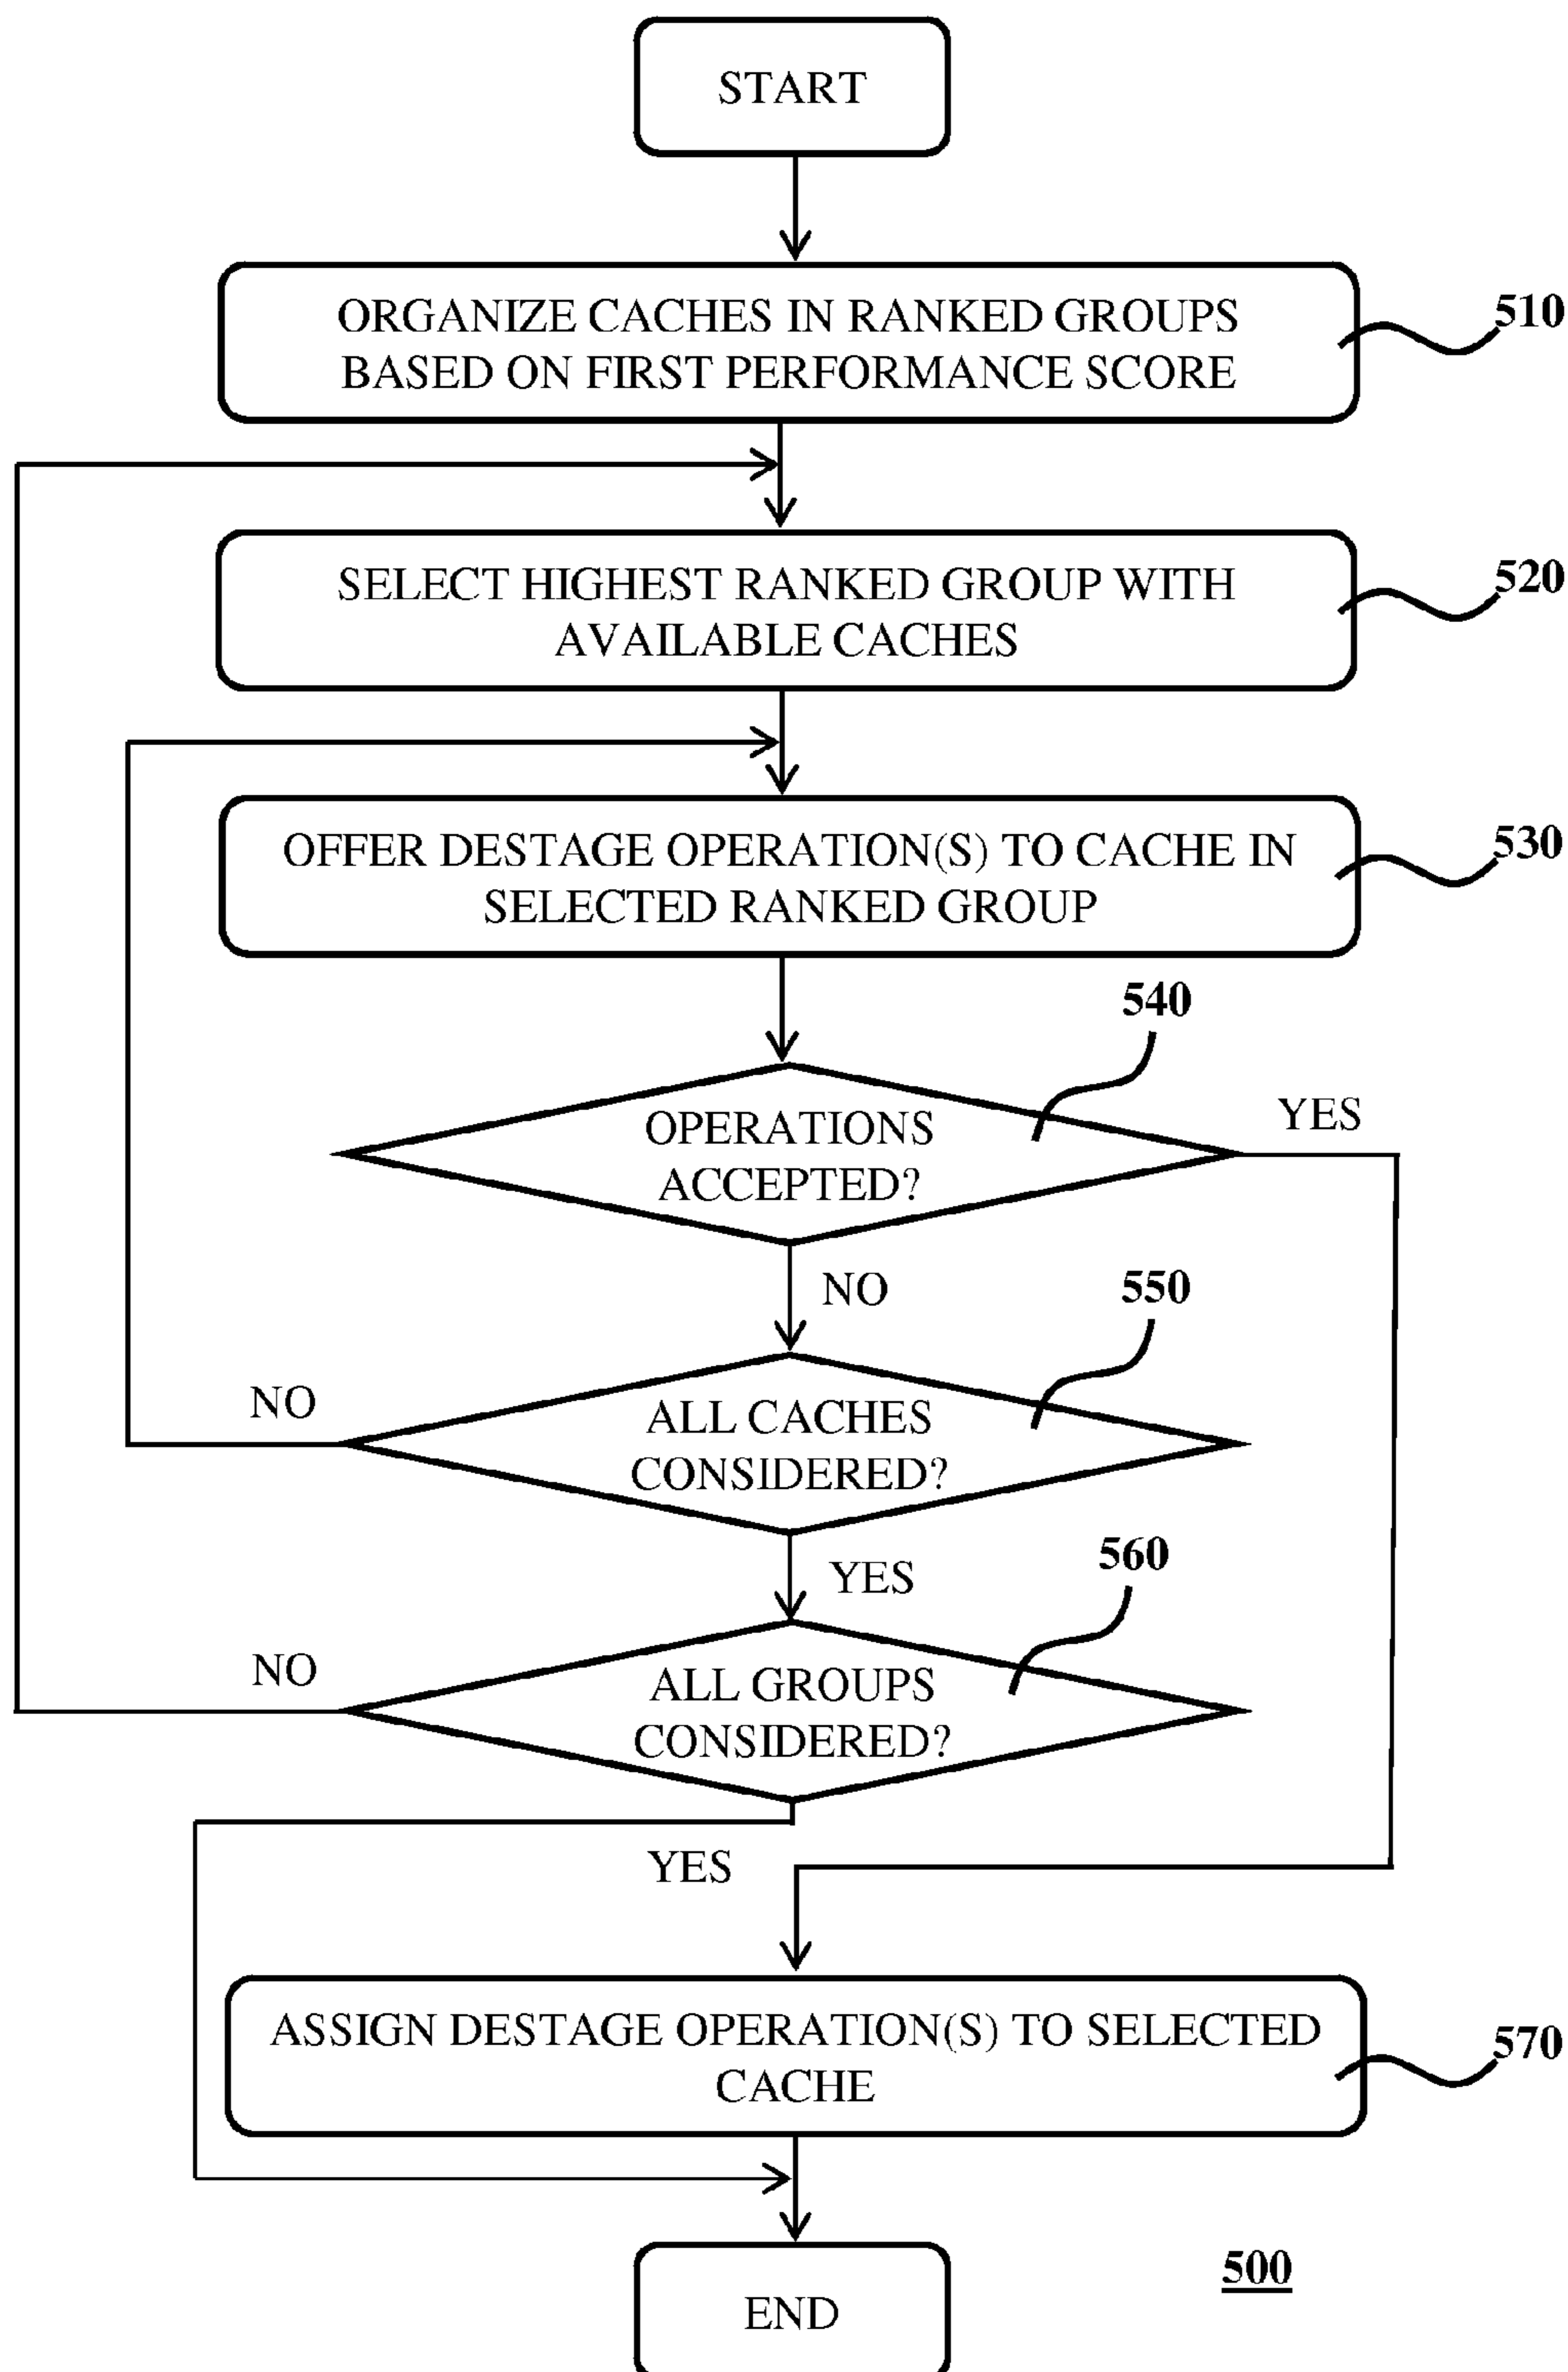 START
ORGANIZE CACHES IN RANKED GROUPS
BASED ON FIRST PERFORMANCE SCORE
510
SELECT HIGHEST RANKED GROUP WITH
AVAILABLE CACHES
520
OFFER DESTAGE OPERATION(S) TO CACHE IN
SELECTED RANKED GROUP
530
540
OPERATIONS
ACCEPTED?
YES
NO
550
ALL CACHES
CONSIDERED?
NO
YES
560
ALL GROUPS
CONSIDERED?
NO
YES
ASSIGN DESTAGE OPERATION(S) TO SELECTED
CACHE
570
END
500